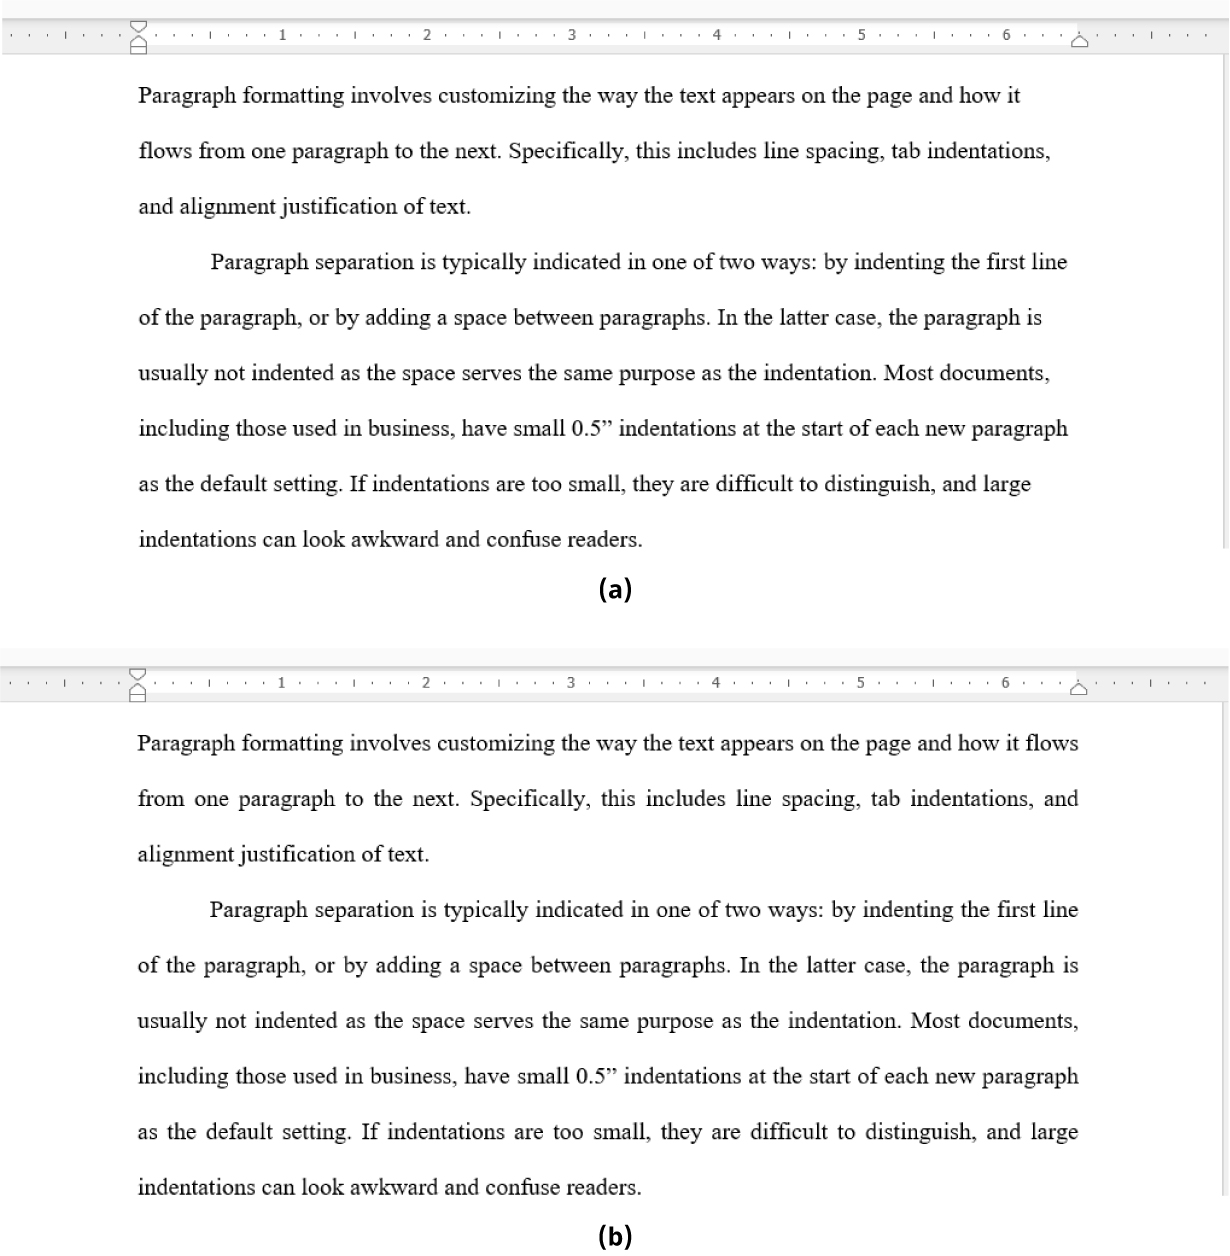 1 2 3 4 5 6
Paragraph formatting involves customizing the way the text appears on the page and how it
flows from one paragraph to the next. Specifically, this includes line spacing, tab indentations,
and alignment justification of text.
Paragraph separation is typically indicated in one of two ways: by indenting the first line
of the paragraph, or by adding a space between paragraphs. In the latter case, the paragraph is
usually not indented as the space serves the same purpose as the indentation. Most documents,
including those used in business, have small 0.5” indentations at the start of each new paragraph
as the default setting. If indentations are too small, they are difficult to distinguish, and large
indentations can look awkward and confuse readers.
(a)
1 2 3 4 5 6
Paragraph formatting involves customizing the way the text appears on the page and how it flows
from one paragraph to the next. Specifically, this includes line spacing, tab indentations, and
alignment justification of text.
Paragraph separation is typically indicated in one of two ways: by indenting the first line
of the paragraph, or by adding a space between paragraphs. In the latter case, the paragraph is
usually not indented as the space serves the same purpose as the indentation. Most documents,
including those used in business, have small 0.5” indentations at the start of each new paragraph
as the default setting. If indentations are too small, they are difficult to distinguish, and large
indentations can look awkward and confuse readers.
(b)